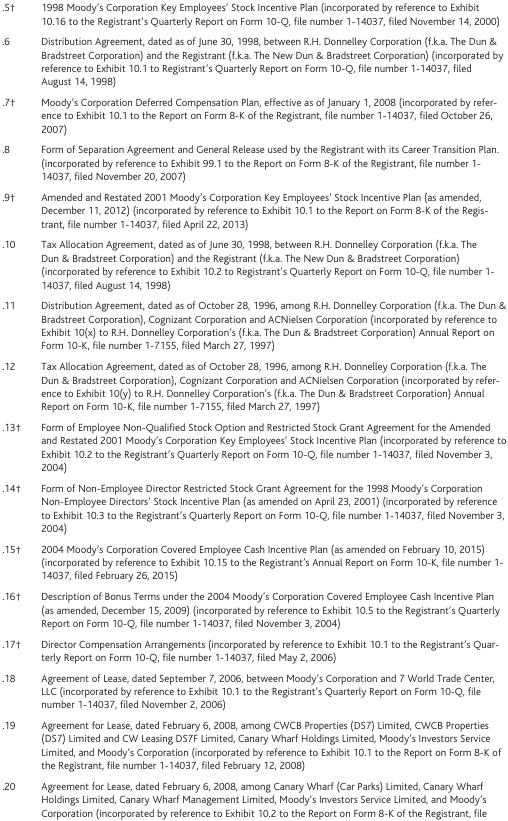 .5† 1998 Moody's Corporation Key Employees' Stock Incentive Plan (incorporated by reference to Exhibit
10.16 to the Registrant's Quarterly Report on Form 10-Q, file number 1-14037, filed November 14, 2000)
.6 Distribution Agreement, dated as of June 30, 1998, between R.H. Donnelley Corporation (f.k.a. The Dun &
Bradstreet Corporation) and the Registrant (f.k.a. The New Dun & Bradstreet Corporation) (incorporated by
reference to Exhibit 10.1 to Registrant's Quarterly Report on Form 10-Q, file number 1-14037, filed
August 14, 1998)
.7† Moody's Corporation Deferred Compensation Plan, effective as of January 1, 2008 (incorporated by refer-
ence to Exhibit 10.1 to the Report on Form 8-K of the Registrant, file number 1-14037, filed October 26,
2007)
.8 Form of Separation Agreement and General Release used by the Registrant with its Career Transition Plan.
(incorporated by reference to Exhibit 99.1 to the Report on Form 8-K of the Registrant, file number 1-
14037, filed November 20, 2007)
.9† Amended and Restated 2001 Moody's Corporation Key Employees' Stock Incentive Plan (as amended,
December 11, 2012) (incorporated by reference to Exhibit 10.1 to the Report on Form 8-K of the Regis-
trant, file number 1-14037, filed April 22, 2013)
.10 Tax Allocation Agreement, dated as of June 30, 1998, between R.H. Donnelley Corporation (f.k.a. The
Dun & Bradstreet Corporation) and the Registrant (f.k.a. The New Dun & Bradstreet Corporation)
(incorporated by reference to Exhibit 10.2 to Registrant's Quarterly Report on Form 10-Q, file number 1-
14037, filed August 14, 1998)
.11 Distribution Agreement, dated as of October 28, 1996, among R.H. Donnelley Corporation (f.k.a. The Dun &
Bradstreet Corporation), Cognizant Corporation and ACNielsen Corporation (incorporated by reference to
Exhibit 10(x) to R.H. Donnelley Corporation's (f.k.a. The Dun & Bradstreet Corporation) Annual Report on
Form 10-K, file number 1-7155, filed March 27, 1997)
.12 Tax Allocation Agreement, dated as of October 28, 1996, among R.H. Donnelley Corporation (f.k.a. The
Dun & Bradstreet Corporation), Cognizant Corporation and ACNielsen Corporation (incorporated by refer-
ence to Exhibit 10(y) to R.H. Donnelley Corporation's (f.k.a. The Dun & Bradstreet Corporation) Annual
Report on Form 10-K, file number 1-7155, filed March 27, 1997)
.13† Form of Employee Non-Qualified Stock Option and Restricted Stock Grant Agreement for the Amended
and Restated 2001 Moody's Corporation Key Employees' Stock Incentive Plan (incorporated by reference to
Exhibit 10.2 to the Registrant's Quarterly Report on Form 10-Q, file number 1-14037, filed November 3,
2004)
.14† Form of Non-Employee Director Restricted Stock Grant Agreement for the 1998 Moody's Corporation
Non-Employee Directors' Stock Incentive Plan (as amended on April 23, 2001) (incorporated by reference
to Exhibit 10.3 to the Registrant's Quarterly Report on Form 10-Q, file number 1-14037, filed November 3,
2004)
.15† 2004 Moody's Corporation Covered Employee Cash Incentive Plan (as amended on February 10, 2015)
(incorporated by reference to Exhibit 10.15 to the Registrant's Annual Report on Form 10-K, file number 1-
14037, filed February 26, 2015)
.16† Description of Bonus Terms under the 2004 Moody's Corporation Covered Employee Cash Incentive Plan
(as amended, December 15, 2009) (incorporated by reference to Exhibit 10.5 to the Registrant's Quarterly
Report on Form 10-Q, file number 1-14037, filed November 3, 2004)
.17† Director Compensation Arrangements (incorporated by reference to Exhibit 10.1 to the Registrant's Quar-
terly Report on Form 10-Q, file number 1-14037, filed May 2, 2006)
.18 Agreement of Lease, dated September 7, 2006, between Moody's Corporation and 7 World Trade Center,
LLC (incorporated by reference to Exhibit 10.1 to the Registrant's Quarterly Report on Form 10-Q, file
number 1-14037, filed November 2, 2006)
.19 Agreement for Lease, dated February 6, 2008, among CWCB Properties (DS7) Limited, CWCB Properties
(DS7) Limited and CW Leasing DS7F Limited, Canary Wharf Holdings Limited, Moody's Investors Service
Limited, and Moody's Corporation (incorporated by reference to Exhibit 10.1 to the Report on Form 8-K of
the Registrant, file number 1-14037, filed February 12, 2008)
.20 Agreement for Lease, dated February 6, 2008, among Canary Wharf (Car Parks) Limited, Canary Wharf
Holdings Limited, Canary Wharf Management Limited, Moody's Investors Service Limited, and Moody's
Corporation (incorporated by reference to Exhibit 10.2 to the Report on Form 8-K of the Registrant, file